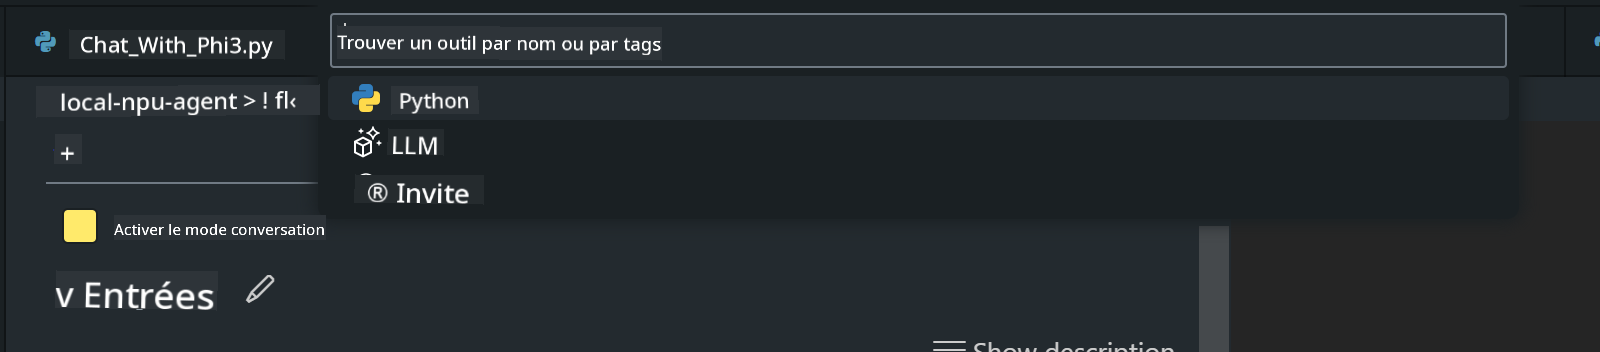 Trouver un outil par nom ou par tags
Chat_With_Phi3.py
local-npu-agent > ! fl
Python
+
LLM
® Invite
Activer le mode conversation
v Entrées
Show description